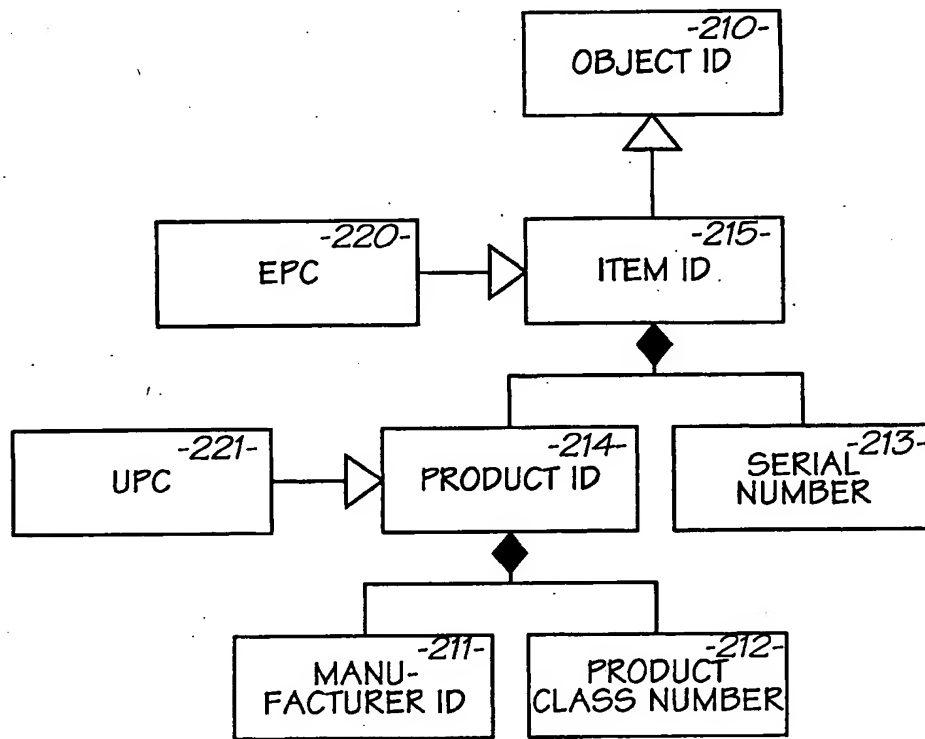 -210-
OBJECT ID
-220-
EPC
-215-
ITEM ID
-221-
UPC
-214-
PRODUCT ID
-213-
SERIAL
NUMBER
-211-
MANU-
FACTURER ID
-212-
PRODUCT
CLASS NUMBER